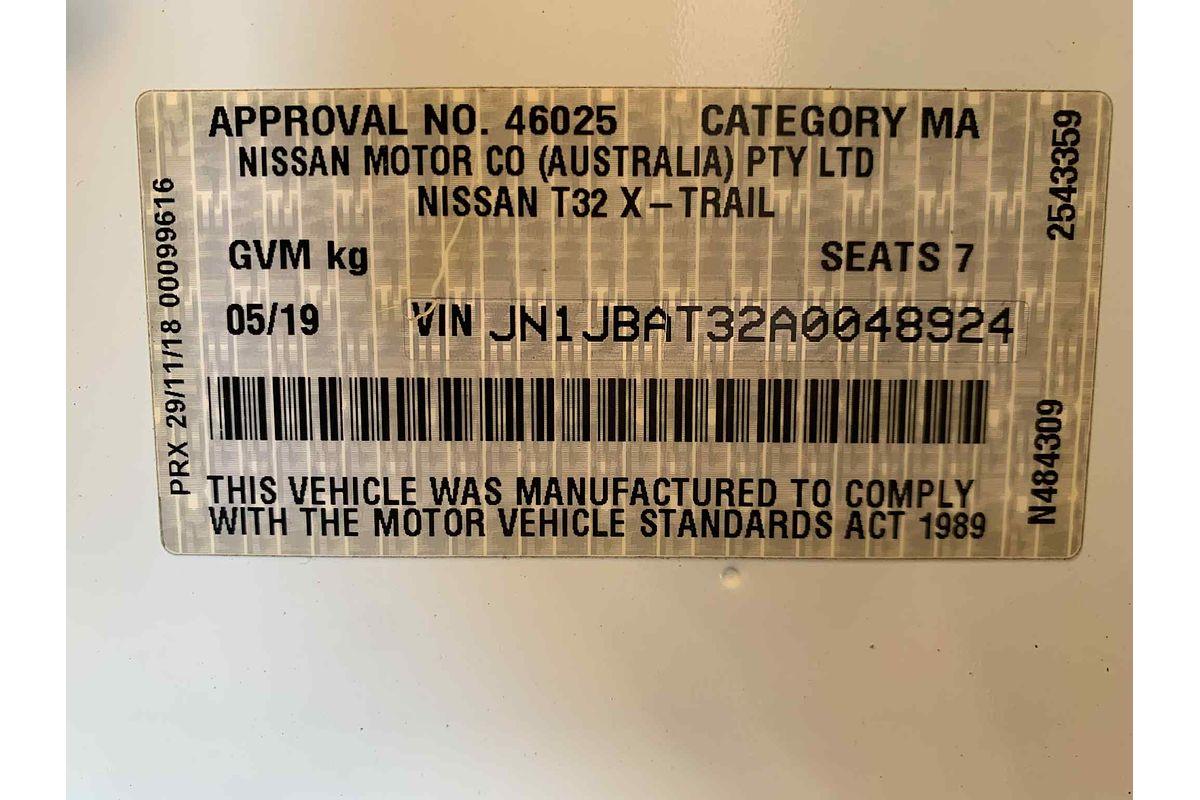 APPROVAL NO. 46025 CATEGORY MA
NISSAN MOTOR CO (AUSTRALIA) PTY LTD
NISSAN T32 X-TRAIL
GVM kg SEATS 7
05/19 VIN JN1JBAT32A0048924
THIS VEHICLE WAS MANUFACTURED TO COMPLY
WITH THE MOTOR VEHICLE STANDARDS ACT 1989
PRX 29/11/18 00099616
2543359
N484309